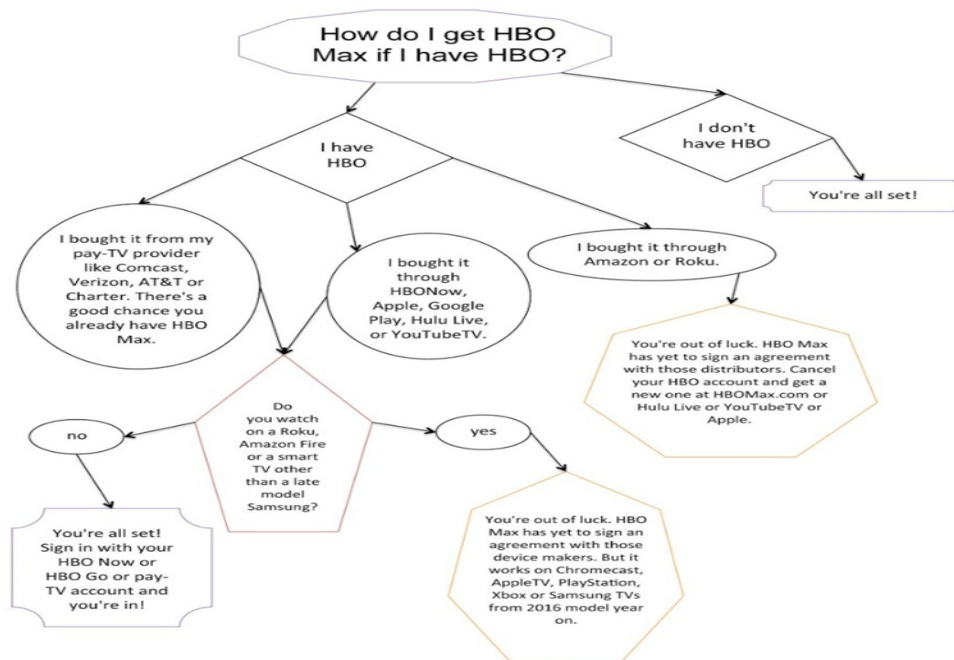 How do I get HBO
Max if I have HBO?
I have
HBO
I don't
have HBO
You're all set!
I bought it from my
pay-TV provider
like Comcast,
Verizon, AT&T or
Charter. There's a
good chance you
already have HBO
Max.
I bought it
through
HBONow,
Apple, Google
Play, Hulu Live,
or YouTubeTV.
I bought it through
Amazon or Roku.
You're out of luck. HBO Max
has yet to sign an agreement
with those distributors. Cancel
your HBO account and get a
new one at HBOMax.com or
Hulu Live or YouTubeTV or
Apple.
Do
you watch
on a Roku,
Amazon Fire
or a smart
TV other
than a late
model
Samsung?
no
yes
You're all set!
Sign in with your
HBO Now or
HBO Go or pay-
TV account and
you're in!
You're out of luck. HBO
Max has yet to sign an
agreement with those
device makers. But it
works on Chromecast,
AppleTV, PlayStation,
Xbox or Samsung TVs
from 2016 model year
on.